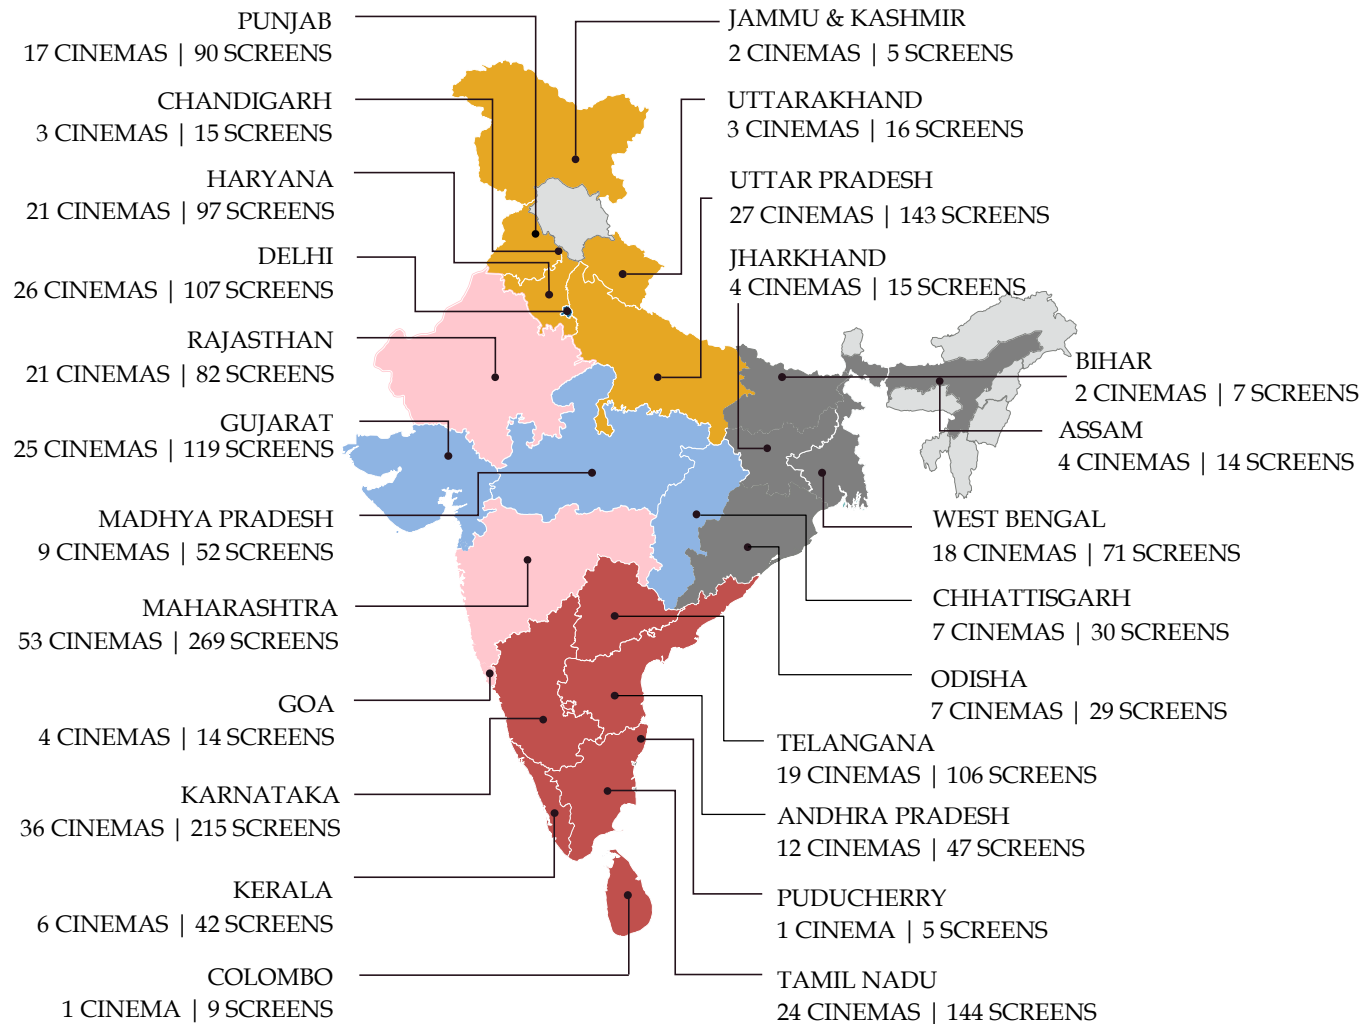 PUNJAB
17 CINEMAS | 90 SCREENS
CHANDIGARH
3 CINEMAS | 15 SCREENS
HARYANA
21 CINEMAS | 97 SCREENS
DELHI
26 CINEMAS | 107 SCREENS
RAJASTHAN
21 CINEMAS | 82 SCREENS
GUJARAT
25 CINEMAS | 119 SCREENS
MADHYA PRADESH
9 CINEMAS | 52 SCREENS
MAHARASHTRA
53 CINEMAS | 269 SCREENS
GOA
4 CINEMAS | 14 SCREENS
KARNATAKA
36 CINEMAS | 215 SCREENS
KERALA
6 CINEMAS | 42 SCREENS
COLOMBO
1 CINEMA | 9 SCREENS
JAMMU & KASHMIR
2 CINEMAS | 5 SCREENS
UTTARAKHAND
3 CINEMAS | 16 SCREENS
UTTAR PRADESH
27 CINEMAS | 143 SCREENS
JHARKHAND
4 CINEMAS | 15 SCREENS
BIHAR
2 CINEMAS | 7 SCREENS
ASSAM
4 CINEMAS | 14 SCREENS
WEST BENGAL
18 CINEMAS | 71 SCREENS
CHHATTISGARH
7 CINEMAS | 30 SCREENS
ODISHA
7 CINEMAS | 29 SCREENS
TELANGANA
19 CINEMAS | 106 SCREENS
ANDHRA PRADESH
12 CINEMAS | 47 SCREENS
PUDUCHERRY
1 CINEMA | 5 SCREENS
TAMIL NADU
24 CINEMAS | 144 SCREENS